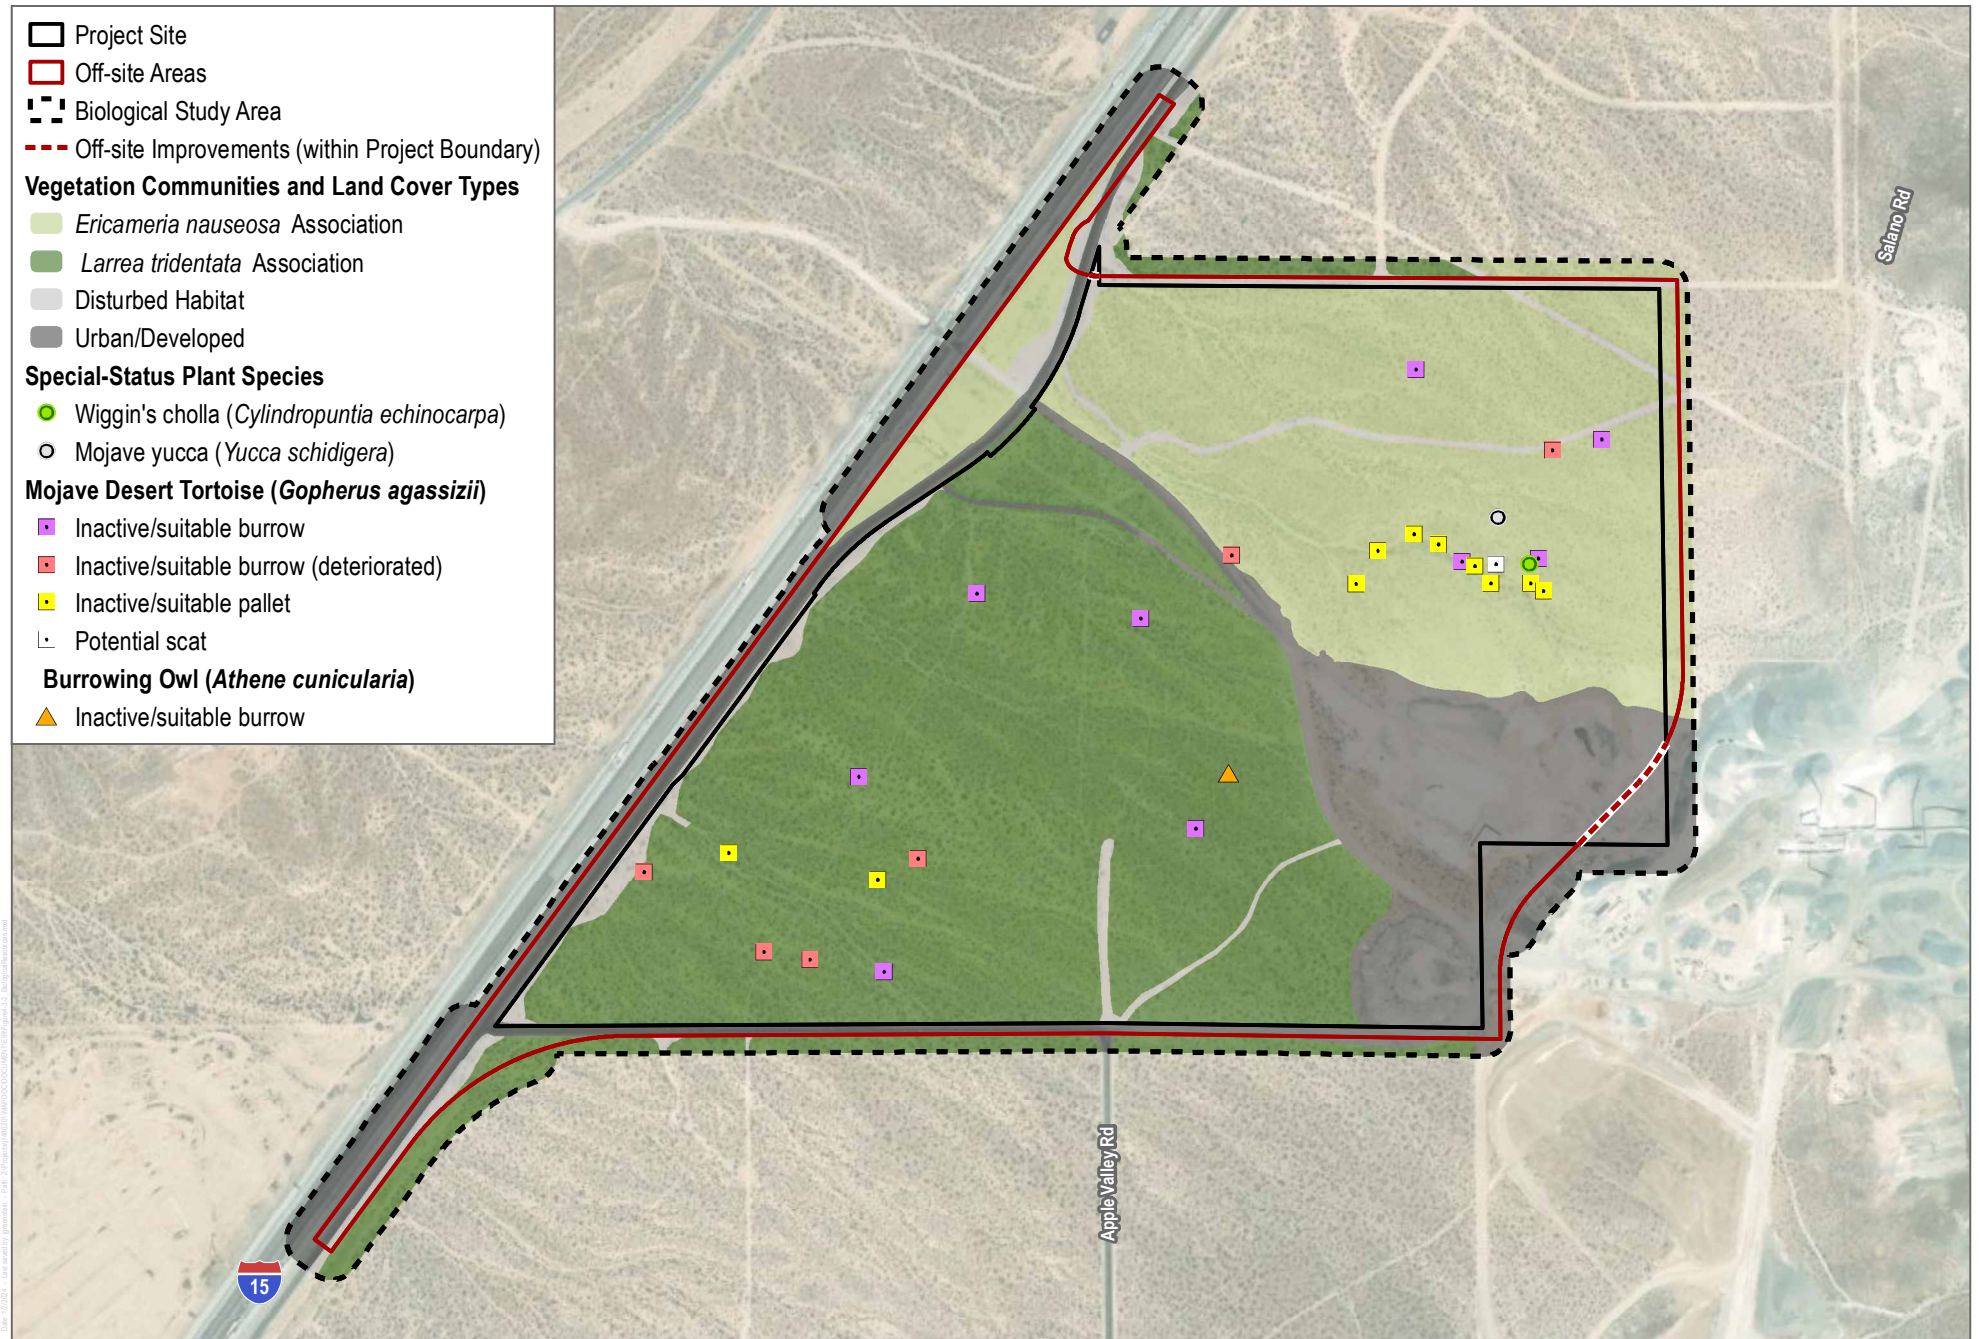 Project Site
Off-site Areas
Biological Study Area
Off-site Improvements (within Project Boundary)
Vegetation Communities and Land Cover Types
Ericameria nauseosa Association
Larrea tridentata Association
Disturbed Habitat
Urban/Developed
Special-Status Plant Species
Wiggin's cholla (Cylindropuntia echinocarpa)
Mojave yucca (Yucca schidigera)
Mojave Desert Tortoise (Gopherus agassizii)
Inactive/suitable burrow
Inactive/suitable burrow (deteriorated)
Inactive/suitable pallet
Potential scat
Burrowing Owl (Athene cunicularia)
Inactive/suitable burrow
Salano Rd
Apple Valley Rd
15